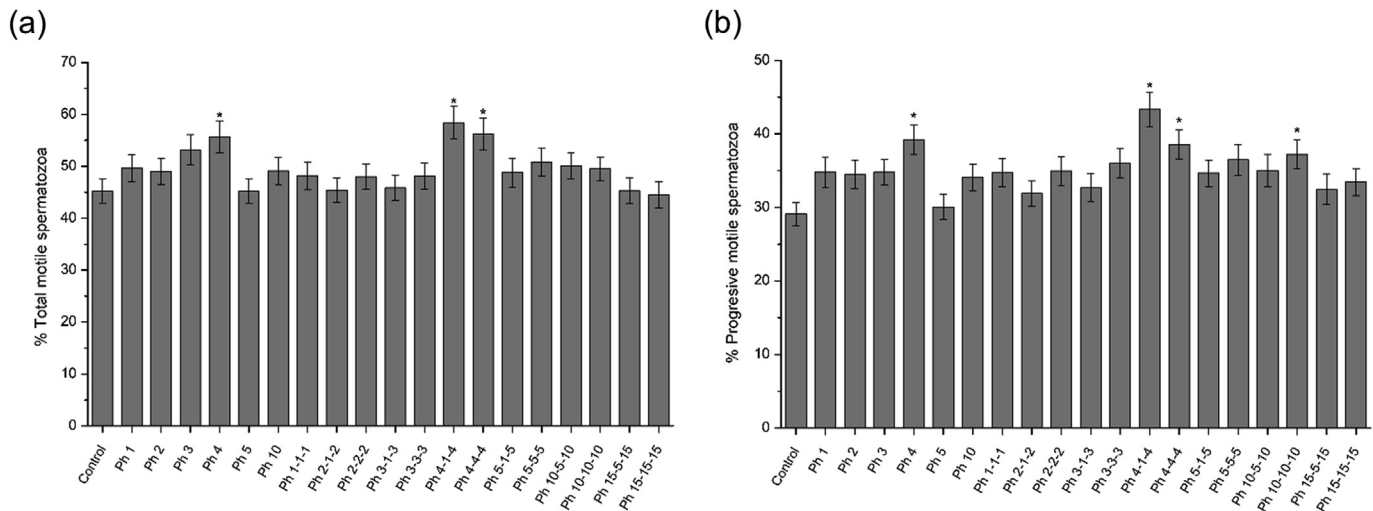 (a)
% Total motile spermatozoa
70
60
50
40
30
20
10
0
*
*
*
Control
Ph 1
Ph 2
Ph 3
Ph 4
Ph 5
Ph 10
Ph 1-1-1
Ph 2-1-2
Ph 2-2-2
Ph 3-1-3
Ph 3-3-3
Ph 4-1-4
Ph 4-4-4
Ph 5-1-5
Ph 5-5-5
Ph 10-5-10
Ph 10-10-10
Ph 15-5-15
Ph 15-15-15
(b)
% Progresive motile spermatozoa
50
40
30
20
10
0
*
*
*
*
Control
Ph 1
Ph 2
Ph 3
Ph 4
Ph 5
Ph 10
Ph 1-1-1
Ph 2-1-2
Ph 2-2-2
Ph 3-1-3
Ph 3-3-3
Ph 4-1-4
Ph 4-4-4
Ph 5-1-5
Ph 5-5-5
Ph 10-5-10
Ph 10-10-10
Ph 15-5-15
Ph 15-15-15